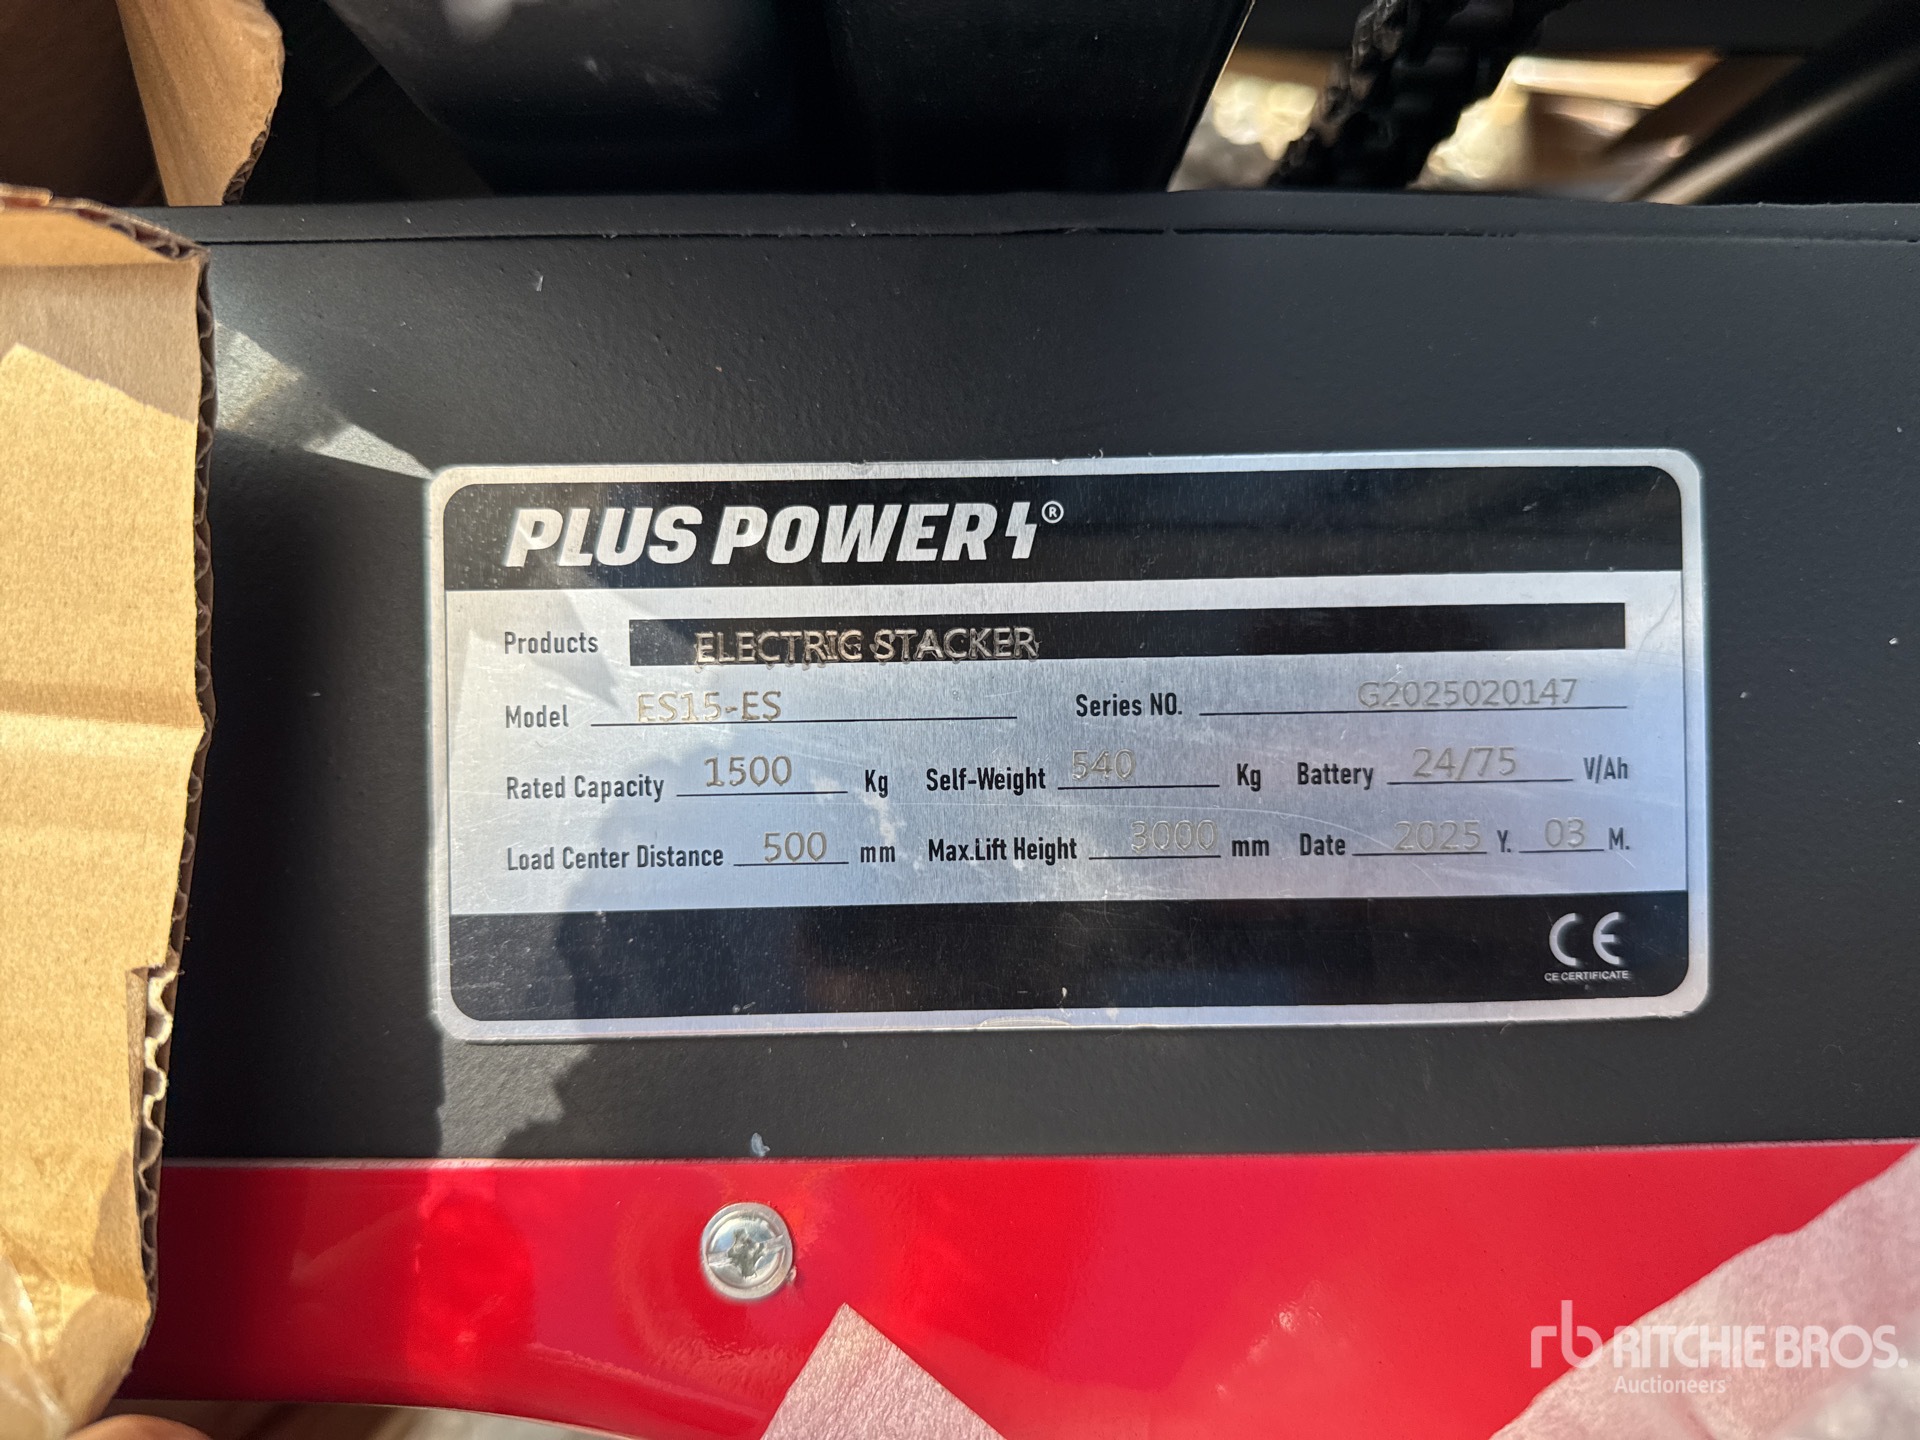 PLUS POWER®
Products ELECTRIC STACKER
Model ES15-ES Series NO. G2025020147
Rated Capacity 1500 Kg Self-Weight 540 Kg Battery 24/75 V/Ah
Load Center Distance 500 mm Max.Lift Height 3000 mm Date 2025 Y. 03 M.
CE
CE CERTIFICATE
rb RITCHIE BROS.
Auctioneers